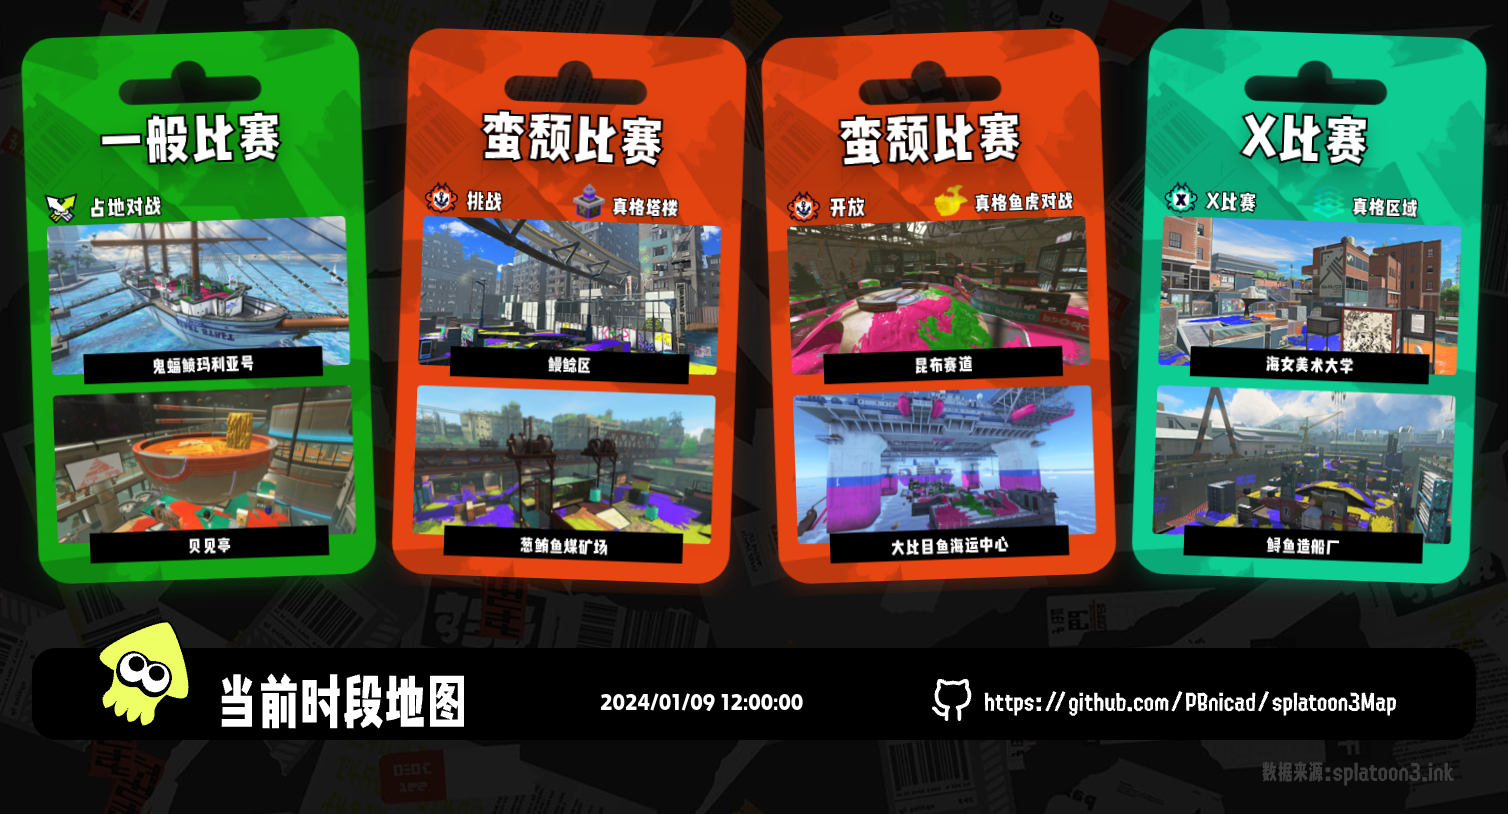 一般比赛
占地对战
鬼蝠鲼玛利亚号
贝见亭
蛮颓比赛
挑战
真格塔楼
鳗鲶区
葱鲔鱼煤矿场
蛮颓比赛
开放
真格鱼虎对战
昆布赛道
大比目鱼海运中心
X比赛
X比赛
真格区域
海女美术大学
鲟鱼造船厂
当前时段地图
2024/01/09 12:00:00
https://github.com/PBnicad/splatoon3Map
数据来源:splatoon3.ink